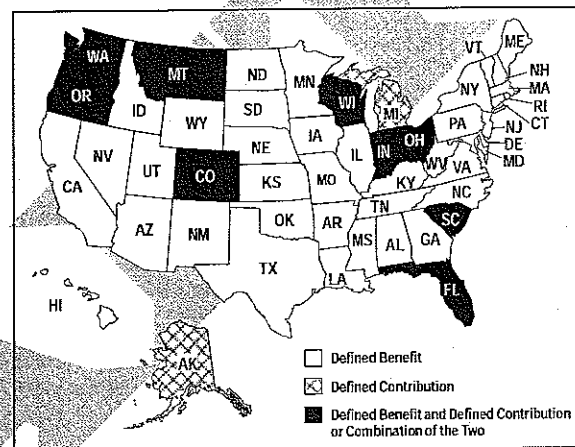 WA
MT
ND
MN
VT
ME
OR
ID
SD
WI
MI
NY
NH
MA
RI
CT
WY
IA
PA
NJ
DE
MD
NV
UT
NE
IL
IN
OH
WV
VA
CA
CO
KS
MO
KY
NC
TN
AZ
NM
OK
AR
SC
TX
MS
AL
GA
LA
FL
HI
AK
Defined Benefit
Defined Contribution
Defined Benefit and Defined Contribution
or Combination of the Two